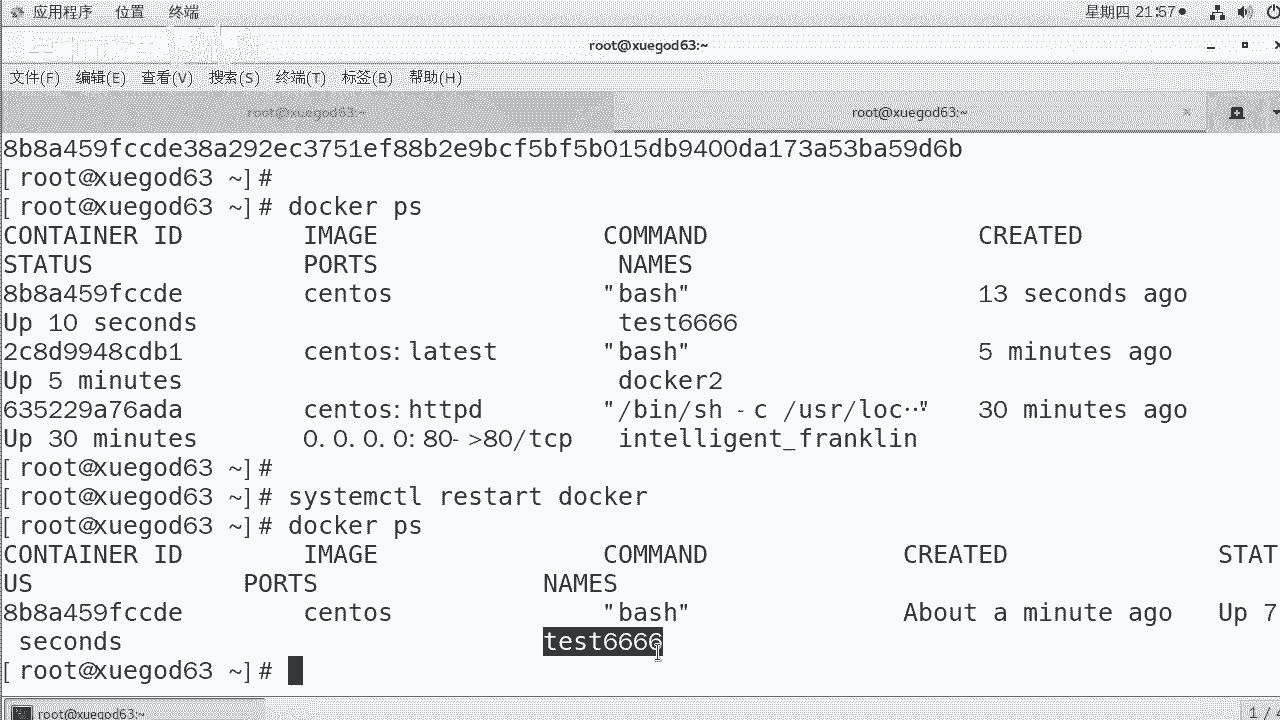 应用程序 位置 终端 星期四 21:57
root@xuegod63:~
文件(F) 编辑(E) 查看(V) 搜索(S) 终端(T) 标签(B) 帮助(H)
root@xuegod63:~ root@xuegod63:~ ×
8b8a459fccde38a292ec3751ef88b2e9bcf5bf5b015db9400da173a53ba59d6b
[root@xuegod63 ~]#
[root@xuegod63 ~]# docker ps
CONTAINER ID IMAGE COMMAND CREATED
STATUS PORTS NAMES
8b8a459fccde centos "bash" 13 seconds ago
Up 10 seconds test6666
2c8d9948cdb1 centos:latest "bash" 5 minutes ago
Up 5 minutes docker2
635229a76ada centos:httpd "/bin/sh -c /usr/loc…" 30 minutes ago
Up 30 minutes 0.0.0.0:80->80/tcp intelligent_franklin
[root@xuegod63 ~]#
[root@xuegod63 ~]# systemctl restart docker
[root@xuegod63 ~]# docker ps
CONTAINER ID IMAGE COMMAND CREATED STAT
US PORTS NAMES
8b8a459fccde centos "bash" About a minute ago Up 7
seconds test6666
[root@xuegod63 ~]#
root@xuegod63:~ 1 /